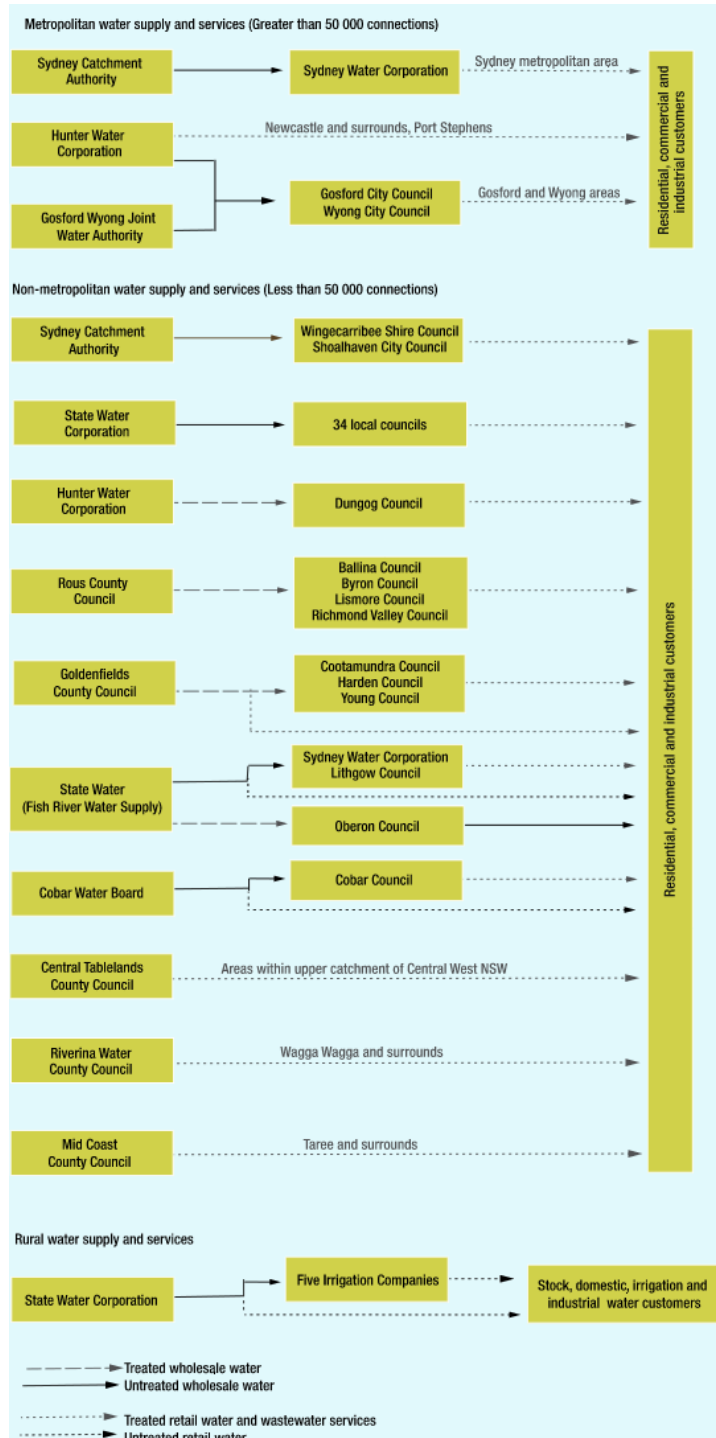 Metropolitan water supply and services (Greater than 50 000 connections)
Sydney Catchment
Authority
Sydney Water Corporation
Sydney metropolitan area
Hunter Water
Corporation
Newcastle and surrounds, Port Stephens
Gosford Wyong Joint
Water Authority
Gosford City Council
Wyong City Council
Gosford and Wyong areas
Residential, commercial and
industrial customers
Non-metropolitan water supply and services (Less than 50 000 connections)
Sydney Catchment
Authority
Wingecarribee Shire Council
Shoalhaven City Council
State Water
Corporation
34 local councils
Hunter Water
Corporation
Dungog Council
Rous County
Council
Ballina Council
Byron Council
Lismore Council
Richmond Valley Council
Goldenfields
County Council
Cootamundra Council
Harden Council
Young Council
State Water
(Fish River Water Supply)
Sydney Water Corporation
Lithgow Council
Oberon Council
Cobar Water Board
Cobar Council
Central Tablelands
County Council
Areas within upper catchment of Central West NSW
Riverina Water
County Council
Wagga Wagga and surrounds
Mid Coast
County Council
Taree and surrounds
Residential, commercial and industrial customers
Rural water supply and services
State Water Corporation
Five Irrigation Companies
Stock, domestic, irrigation and
industrial water customers
Treated wholesale water
Untreated wholesale water
Treated retail water and wastewater services
Untreated retail water